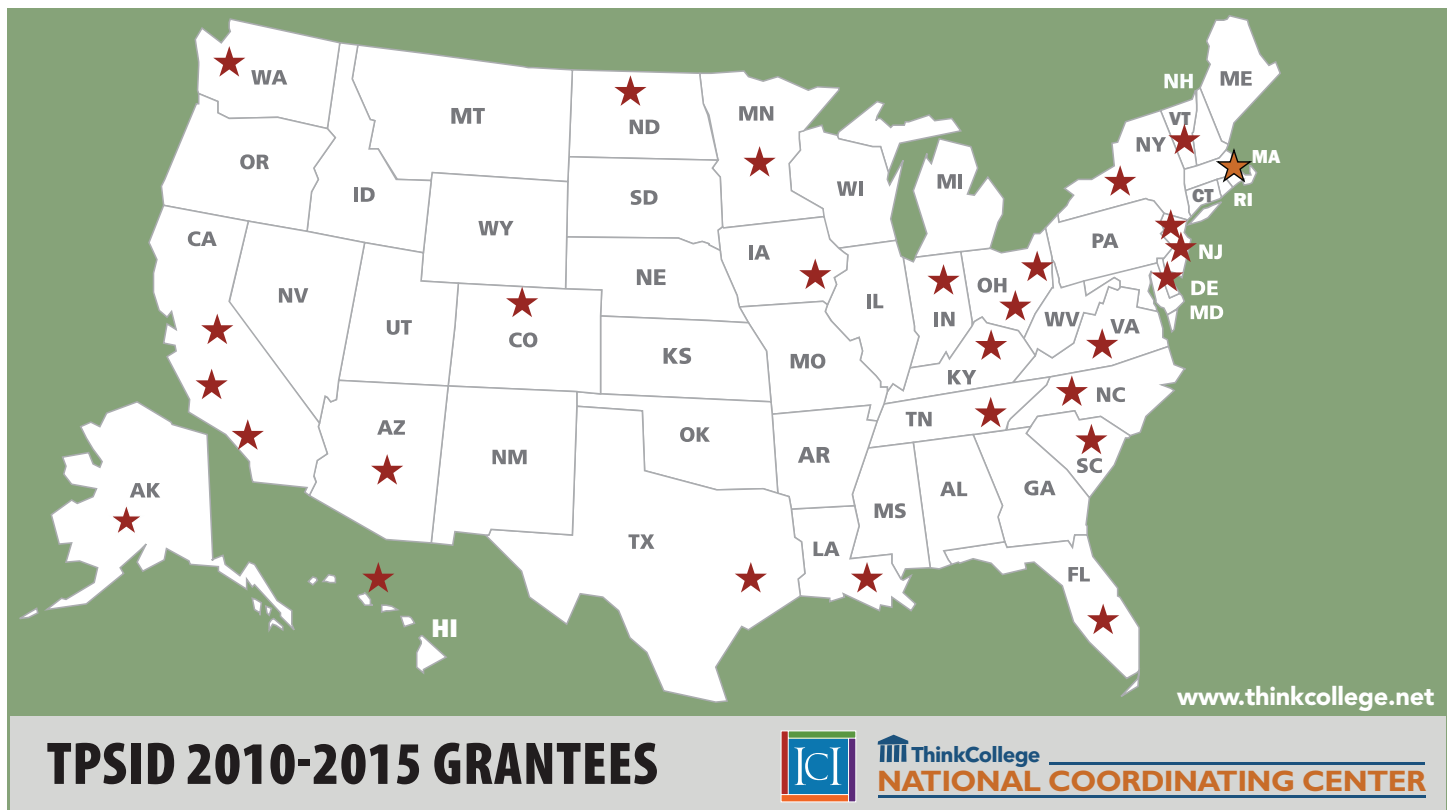 WA
MT
ND
MN
OR
ID
SD
WI
MI
NH
ME
VT
NY
MA
CT
RI
WY
CA
NV
UT
CO
NE
IA
IL
IN
OH
PA
NJ
DE
MD
WV
VA
KS
MO
KY
NC
TN
SC
AZ
NM
OK
AR
MS
AL
GA
AK
TX
LA
FL
HI
www.thinkcollege.net
TPSID 2010-2015 GRANTEES
ICI
ThinkCollege
NATIONAL COORDINATING CENTER